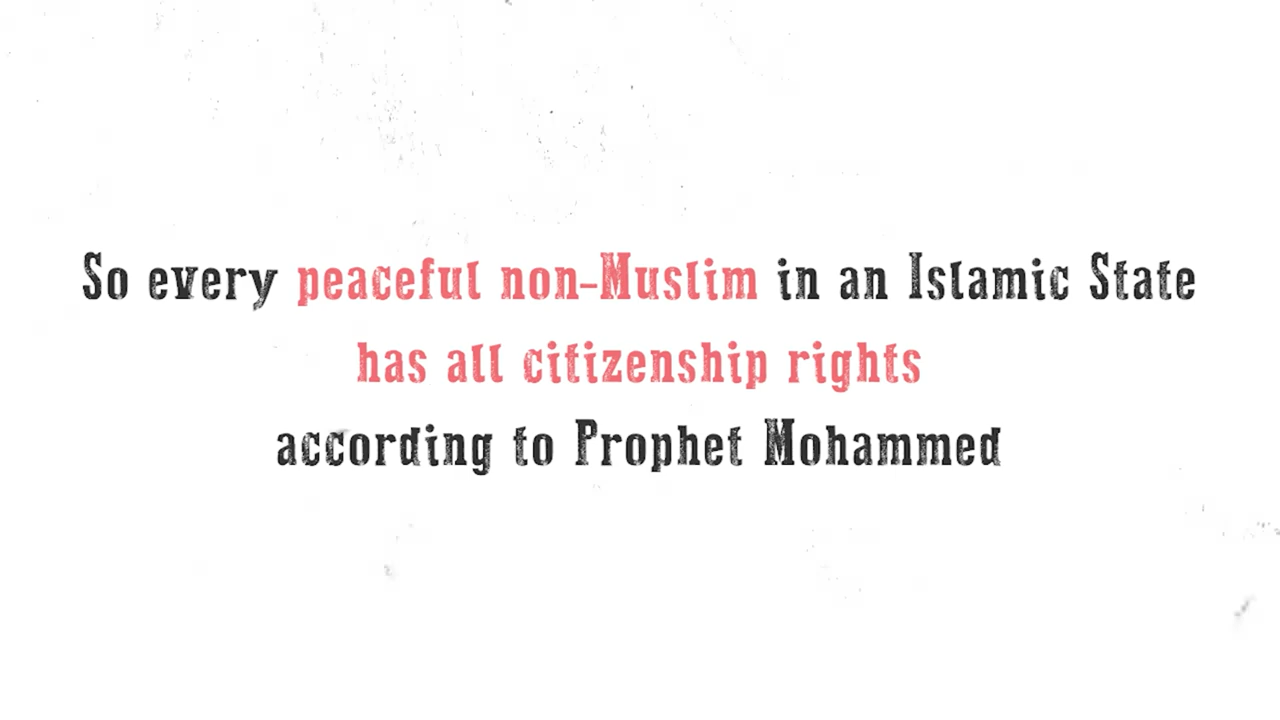 So every peaceful non-Muslim in an Islamic State
has all citizenship rights
according to Prophet Mohammed